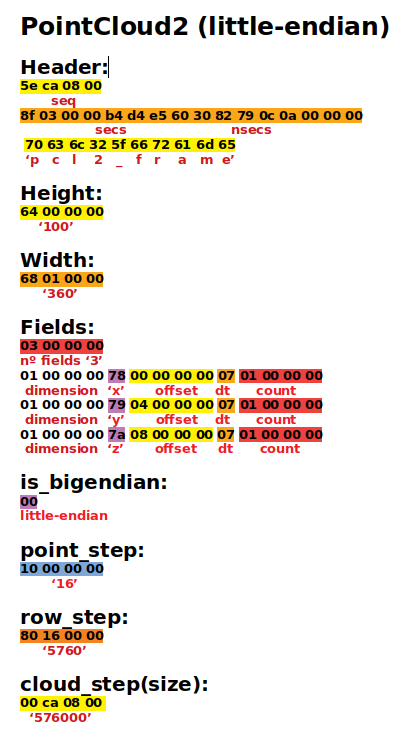 PointCloud2 (little-endian)
Header:
5e ca 08 00
seq
8f 03 00 00 b4 d4 e5 60 30 82 79 0c 0a 00 00 00
secs nsecs
70 63 6c 32 5f 66 72 61 6d 65
‘p c l 2 _ f r a m e’
Height:
64 00 00 00
‘100’
Width:
68 01 00 00
‘360’
Fields:
03 00 00 00
nº fields ‘3’
01 00 00 00 78 00 00 00 00 07 01 00 00 00
dimension ‘x’ offset dt count
01 00 00 00 79 04 00 00 00 07 01 00 00 00
dimension ‘y’ offset dt count
01 00 00 00 7a 08 00 00 00 07 01 00 00 00
dimension ‘z’ offset dt count
is_bigendian:
00
little-endian
point_step:
10 00 00 00
‘16’
row_step:
80 16 00 00
‘5760’
cloud_step(size):
00 ca 08 00
‘576000’